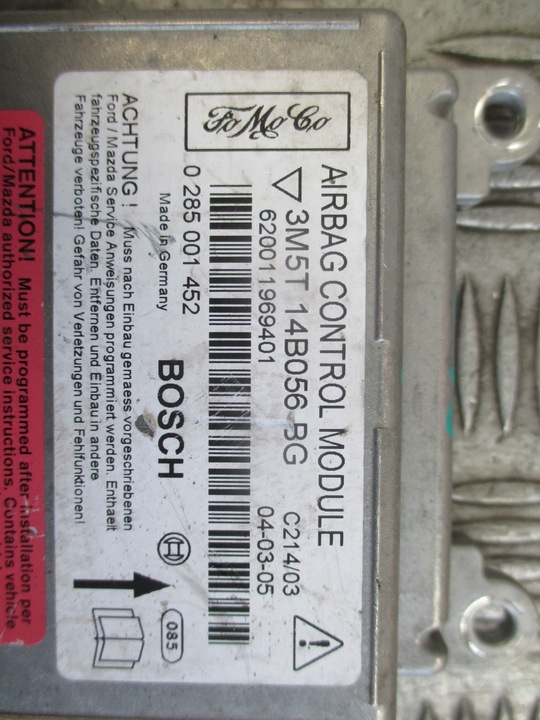 FoMoCo
AIRBAG CONTROL MODULE
3M5T 14B056 BG
C214/03
620011969401
04-03-05
0 285 001 452
Made in Germany
BOSCH
085
ACHTUNG ! Muss nach Einbau gemaess vorgeschriebenen
Ford / Mazda Service Anweisungen programmiert werden. Enthaelt
fahrzeugspezifische Daten. Entfernen und Einbau in andere
Fahrzeuge verboten! Gefahr von Verletzungen und Fehlfunktionen!
ATTENTION! Must be programmed after installation per
Ford/Mazda authorized service instructions. Contains vehicle